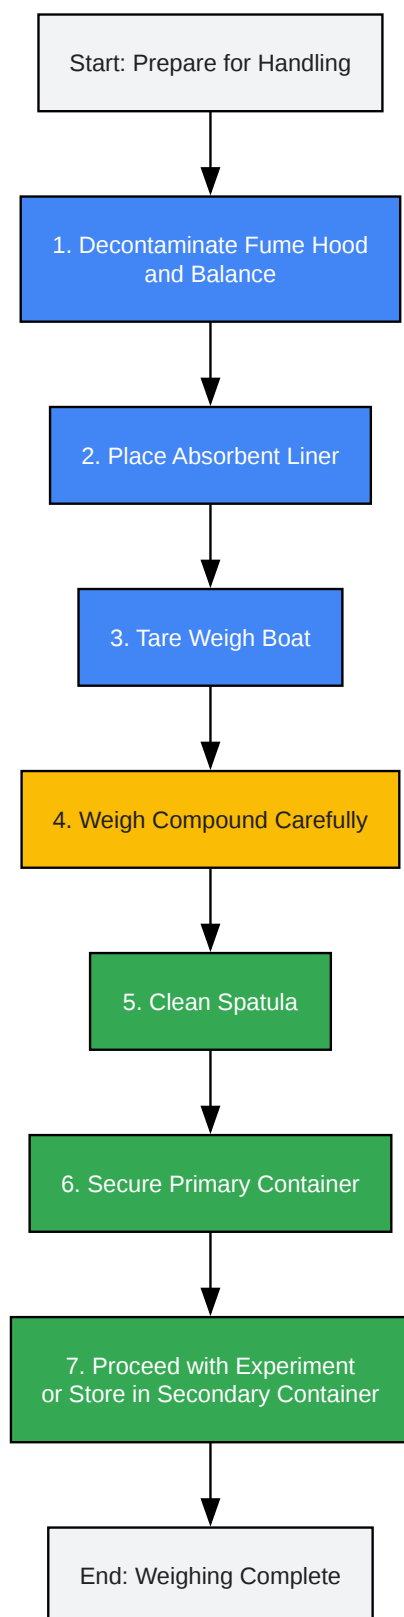 Start: Prepare for Handling
1. Decontaminate Fume Hood
and Balance
2. Place Absorbent Liner
3. Tare Weigh Boat
4. Weigh Compound Carefully
5. Clean Spatula
6. Secure Primary Container
7. Proceed with Experiment
or Store in Secondary Container
End: Weighing Complete